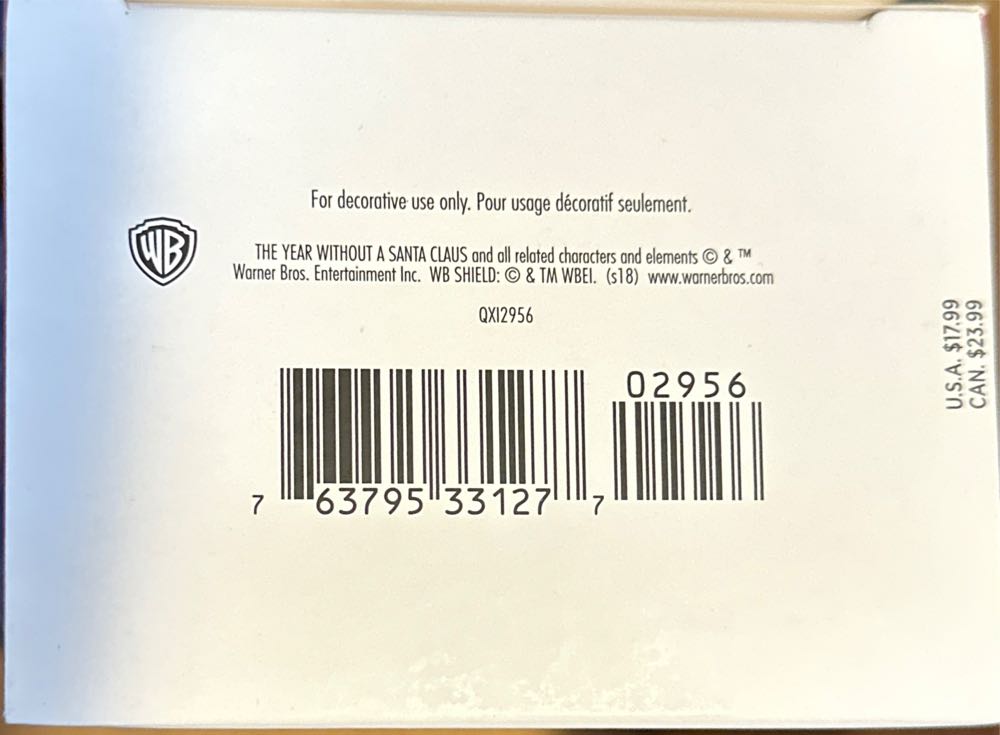 For decorative use only. Pour usage décoratif seulement.
WB
THE YEAR WITHOUT A SANTA CLAUS and all related characters and elements © & ™
Warner Bros. Entertainment Inc. WB SHIELD: © & TM WBEI. (s18) www.warnerbros.com
QXI2956
02956
7 63795 33127 7
U.S.A. $17.99
CAN. $23.99